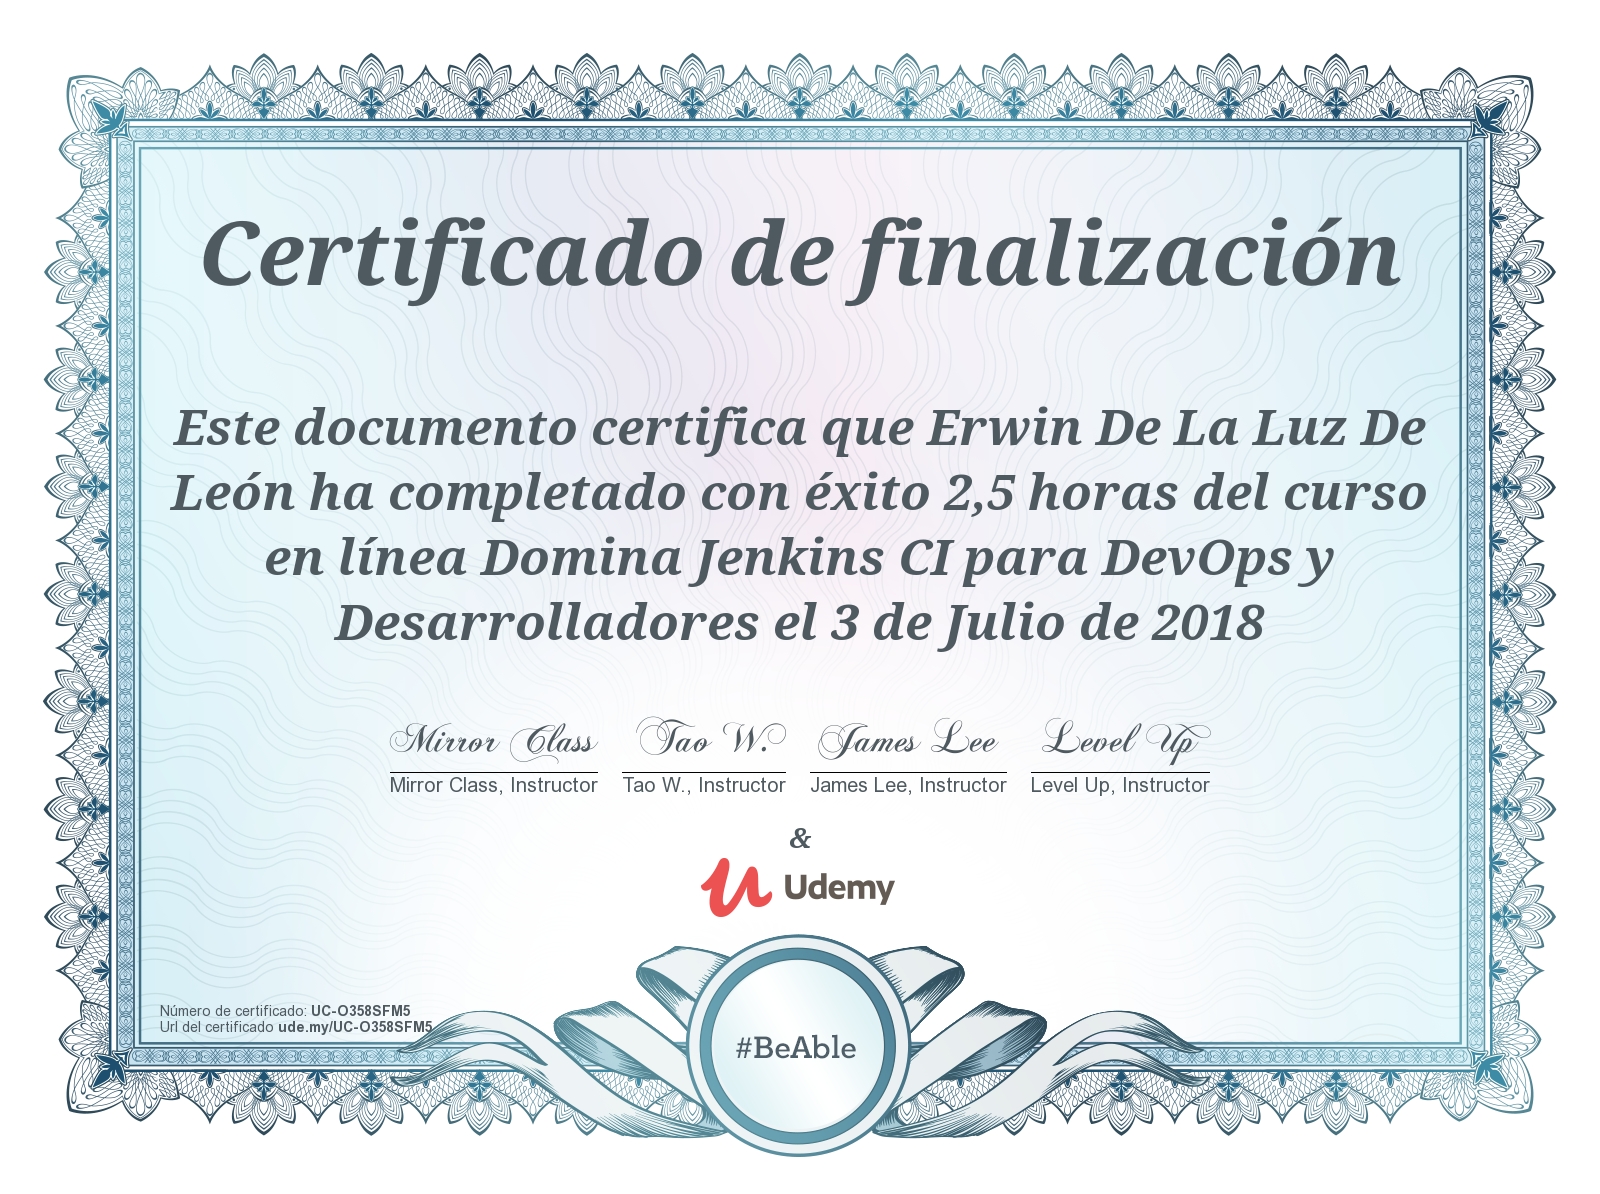 Certificado de finalización
Este documento certifica que Erwin De La Luz De
León ha completado con éxito 2,5 horas del curso
en línea Domina Jenkins CI para DevOps y
Desarrolladores el 3 de Julio de 2018
Mirror Class Tao W. James Lee Level Up
Mirror Class, Instructor Tao W., Instructor James Lee, Instructor Level Up, Instructor
&
Udemy
Número de certificado: UC-O358SFM5
Url del certificado ude.my/UC-O358SFM5
#BeAble